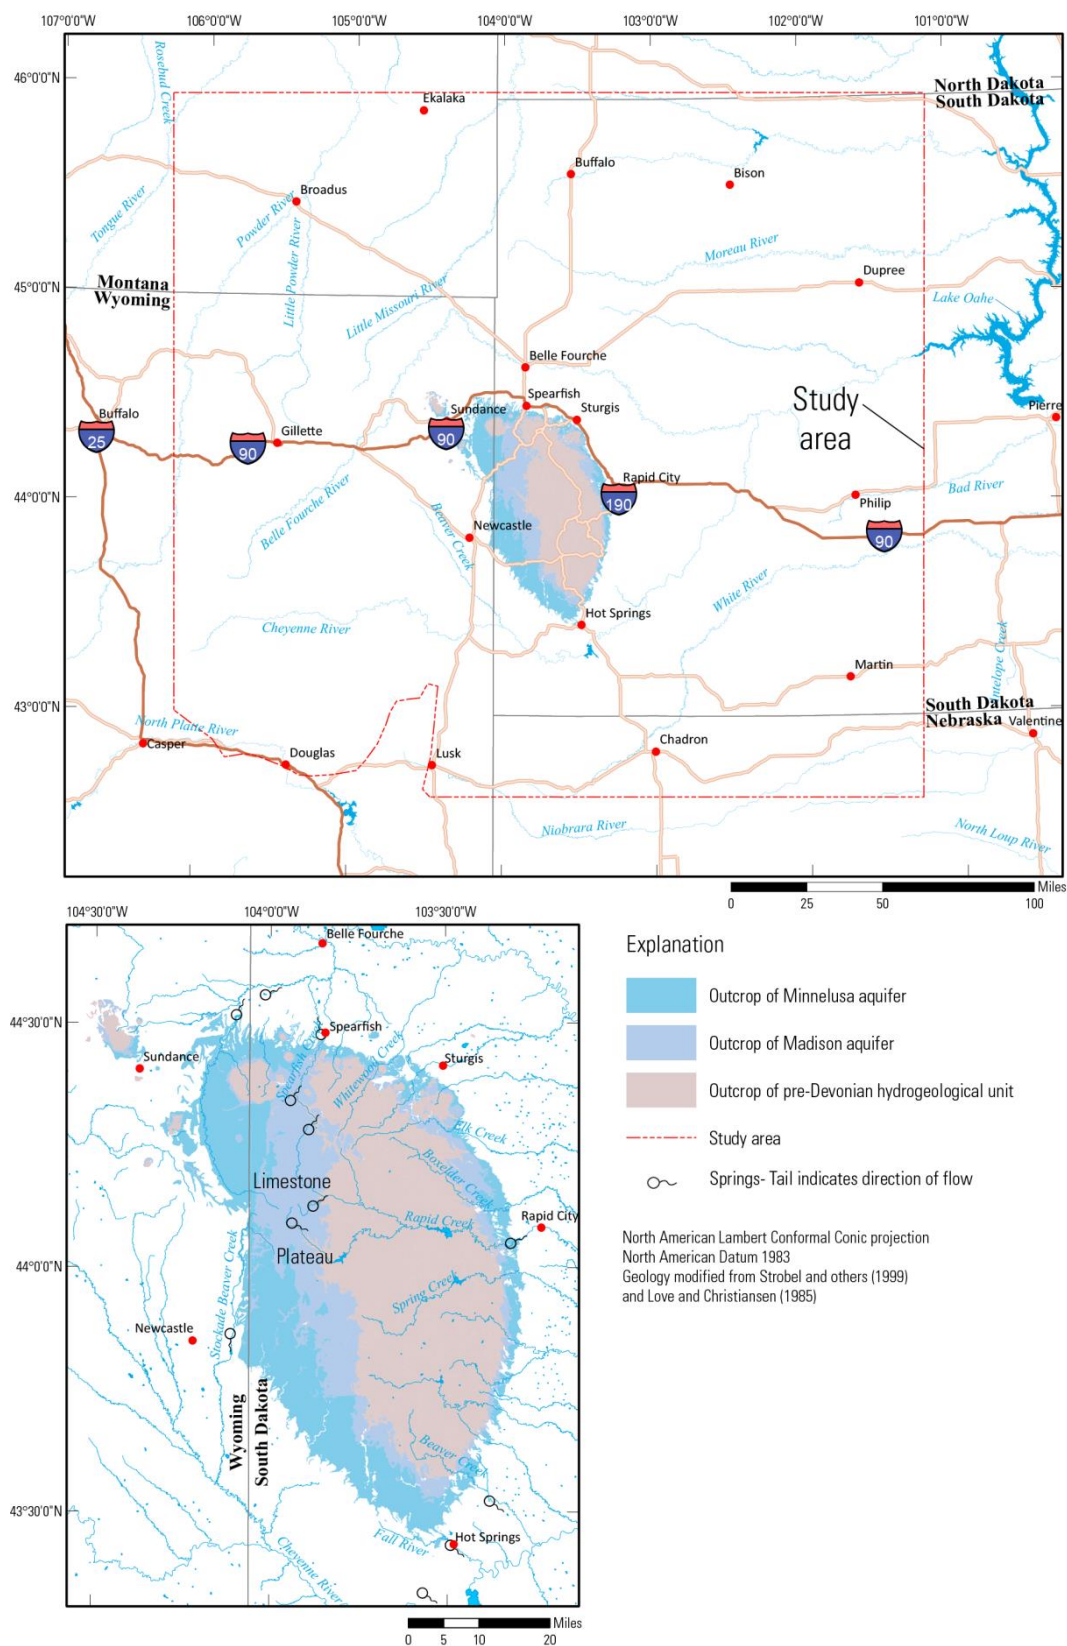 107°0'0"W
106°0'0"W
105°0'0"W
104°0'0"W
103°0'0"W
102°0'0"W
101°0'0"W
46°0'0"N
45°0'0"N
44°0'0"N
43°0'0"N
Rosebud Creek
North Dakota
South Dakota
Ekalaka
Buffalo
Bison
Broadus
Tongue River
Powder River
Little Powder River
Moreau River
Dupree
Montana
Wyoming
Little Missouri River
Lake Oahe
Belle Fourche
Spearfish
Sundance
Sturgis
Study
area
Pierre
Buffalo
25
Gillette
90
90
Rapid City
190
Philip
Bad River
90
Belle Fourche River
Beaver Creek
Newcastle
White River
Hot Springs
Cheyenne River
Martin
ntelope Creek
South Dakota
Nebraska
Valentine
North Platte River
Casper
Douglas
Lusk
Chadron
Niobrara River
North Loup River
Miles
0 25 50 100
104°30'0"W
104°0'0"W
103°30'0"W
44°30'0"N
44°0'0"N
43°30'0"N
Belle Fourche
Spearfish
Sundance
Sturgis
Spearfish Creek
Whitewood Creek
Elk Creek
Boxelder Creek
Limestone
Plateau
Rapid Creek
Rapid City
Spring Creek
Stockade Beaver Creek
Newcastle
Wyoming
South Dakota
Beaver Creek
Fall River
Hot Springs
Cheyenne River
Miles
0 5 10 20
Explanation
Outcrop of Minnelusa aquifer
Outcrop of Madison aquifer
Outcrop of pre-Devonian hydrogeological unit
Study area
Springs- Tail indicates direction of flow
North American Lambert Conformal Conic projection
North American Datum 1983
Geology modified from Strobel and others (1999)
and Love and Christiansen (1985)